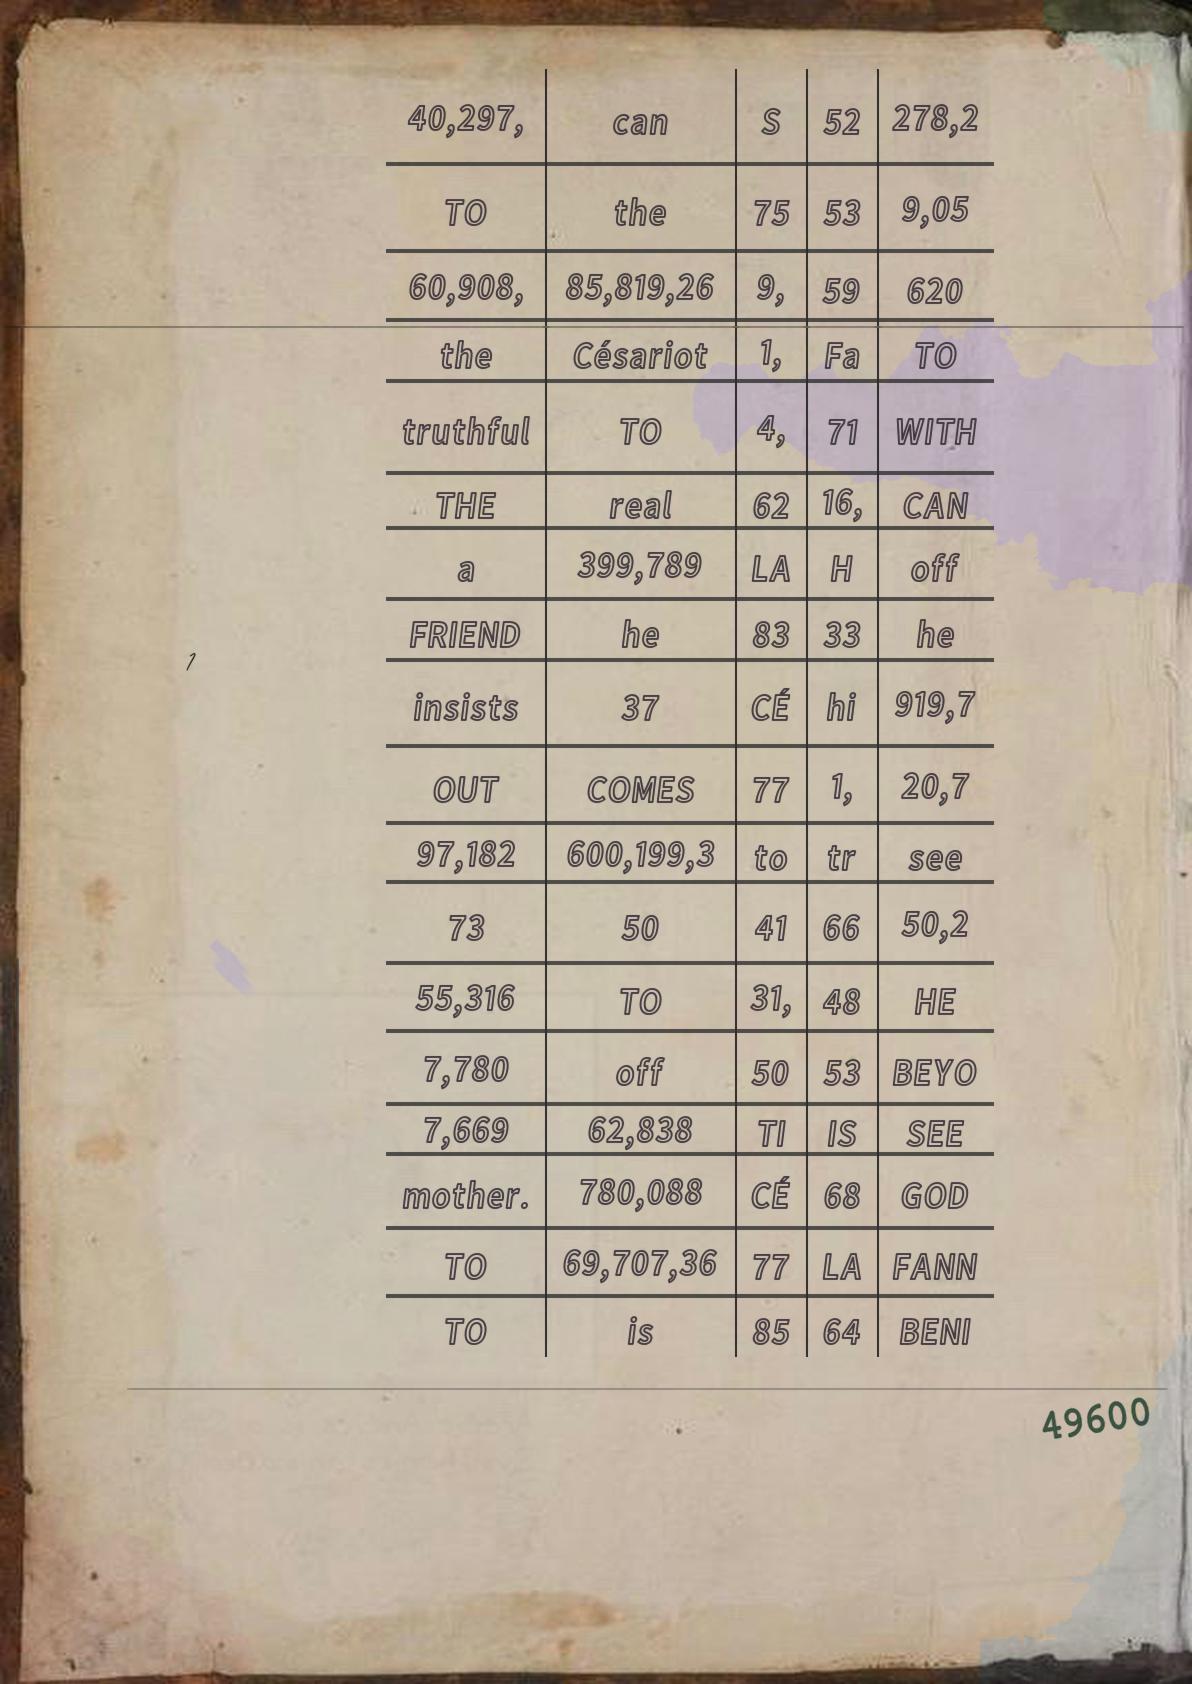 40,297, can S 52 278,2
TO the 75 53 9,05
60,908, 85,819,26 9, 59 620
the Césariot 1, Fa TO
truthful TO 4, 71 WITH
THE real 62 16, CAN
a 399,789 LA H off
FRIEND he 83 33 he
insists 37 CÉ hi 919,7
OUT COMES 77 1, 20,7
97,182 600,199,3 to tr see
73 50 41 66 50,2
55,316 TO 31, 48 HE
7,780 off 50 53 BEYO
7,669 62,838 TI IS SEE
mother. 780,088 CÉ 68 GOD
TO 69,707,36 77 LA FANN
TO is 85 64 BENI
49600